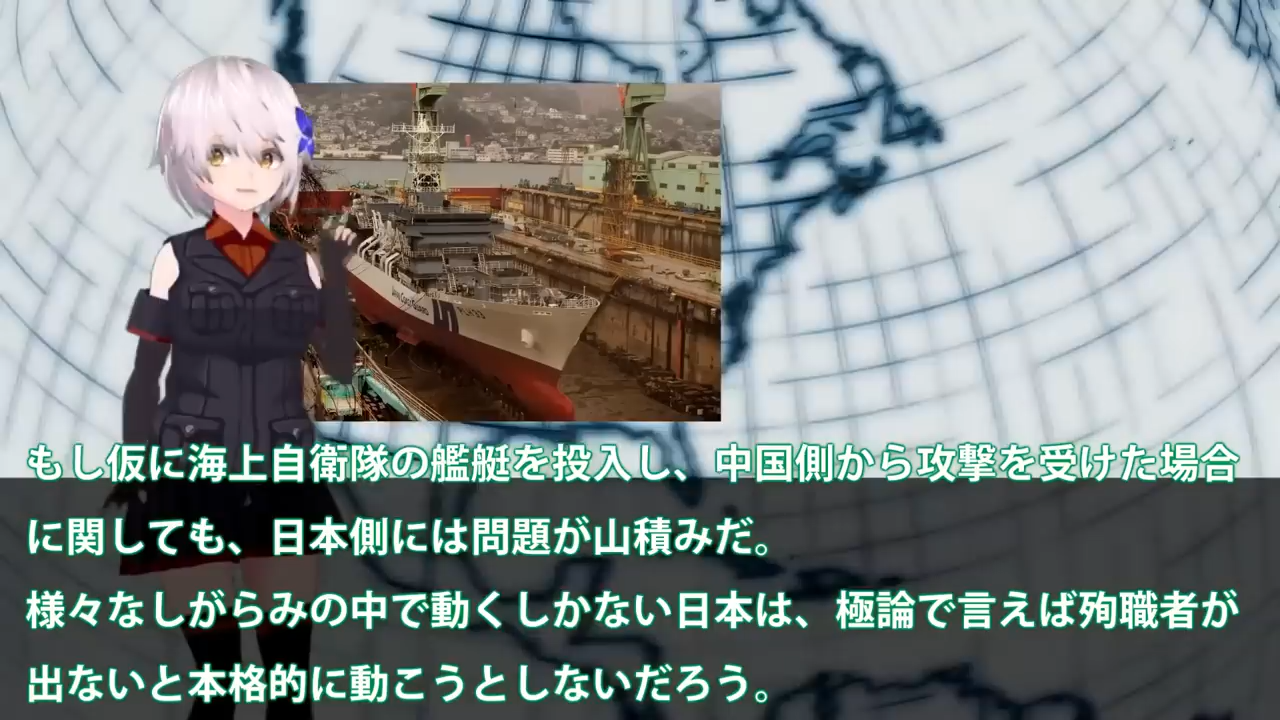 JAPAN COAST GUARD
PLH33
もし仮に海上自衛隊の艦艇を投入し、中国側から攻撃を受けた場合
に関しても、日本側には問題が山積みだ。
様々なしがらみの中で動くしかない日本は、極論で言えば殉職者が
出ないと本格的に動こうとしないだろう。